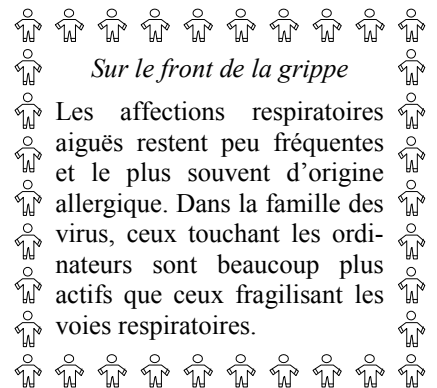 Sur le front de la grippe
Les affections respiratoires
aiguës restent peu fréquentes
et le plus souvent d’origine
allergique. Dans la famille des
virus, ceux touchant les ordi-
nateurs sont beaucoup plus
actifs que ceux fragilisant les
voies respiratoires.